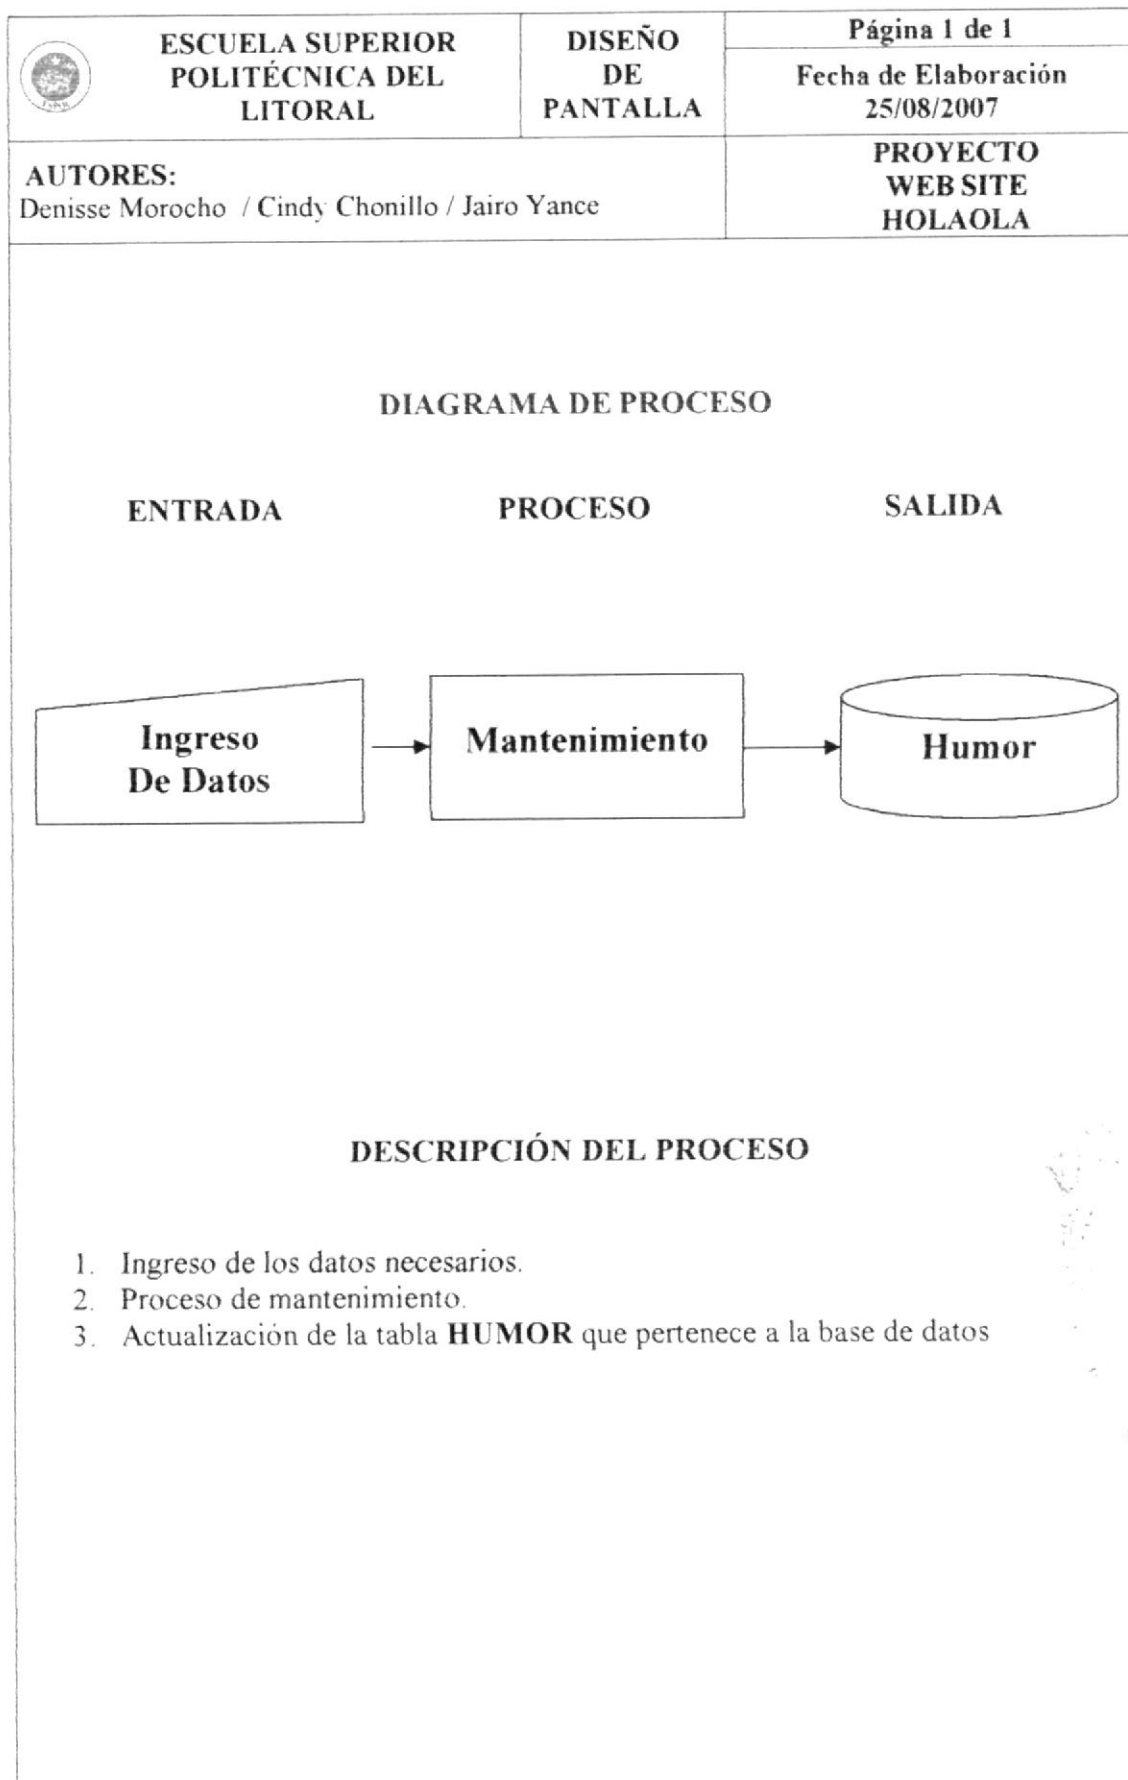 ESCUELA SUPERIOR
POLITÉCNICA DEL
LITORAL
DISEÑO
DE
PANTALLA
Página 1 de 1
Fecha de Elaboración
25/08/2007
AUTORES:
Denisse Morocho / Cindy Chonillo / Jairo Yance
PROYECTO
WEB SITE
HOLAOLA
DIAGRAMA DE PROCESO
ENTRADA PROCESO SALIDA
Ingreso
De Datos
Mantenimiento
Humor
DESCRIPCIÓN DEL PROCESO
1. Ingreso de los datos necesarios.
2. Proceso de mantenimiento.
3. Actualización de la tabla HUMOR que pertenece a la base de datos